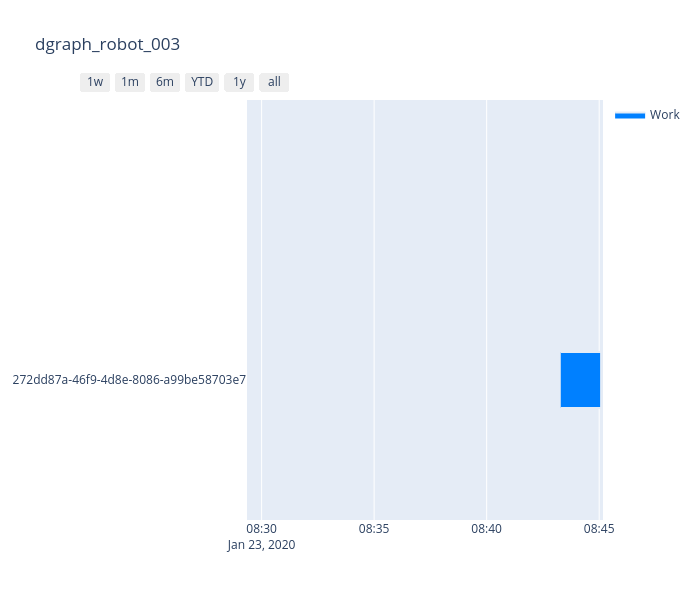 dgraph_robot_003
1w 1m 6m YTD 1y all
Work
272dd87a-46f9-4d8e-8086-a99be58703e7
08:30 08:35 08:40 08:45
Jan 23, 2020